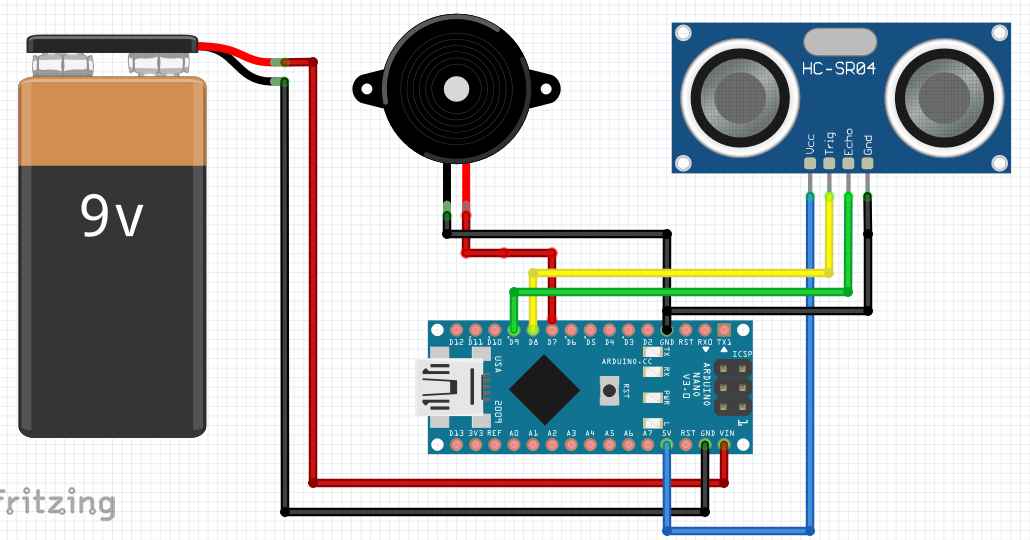 9v
HC-SR04
Vcc
Trig
Echo
Gnd
D12 D11 D10 D9 D8 D7 D6 D5 D4 D3 D2 GND RST RX0 TX1
TX
RX
PWR
L
ARDUINO.CC
RST
ARDUINO
NANO
V3.0
ICSP
1
USA
2009
D13 3V3 REF A0 A1 A2 A3 A4 A5 A6 A7 5V RST GND VIN
fritzing